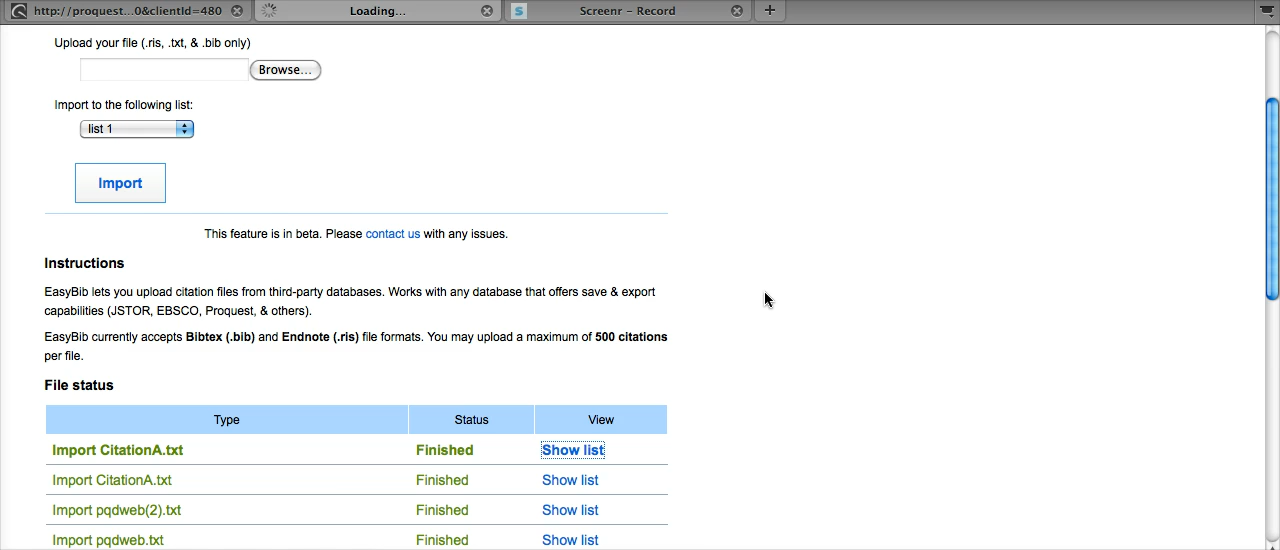 http://proquest...0&clientId=480
Loading...
S
Screenr – Record
Upload your file (.ris, .txt, & .bib only)
Browse...
Import to the following list:
list 1
Import
This feature is in beta. Please contact us with any issues.
Instructions
EasyBib lets you upload citation files from third-party databases. Works with any database that offers save & export
capabilities (JSTOR, EBSCO, Proquest, & others).
EasyBib currently accepts Bibtex (.bib) and Endnote (.ris) file formats. You may upload a maximum of 500 citations
per file.
File status
Type Status View
Import CitationA.txt Finished Show list
Import CitationA.txt Finished Show list
Import pqdweb(2).txt Finished Show list
Import pqdweb.txt Finished Show list